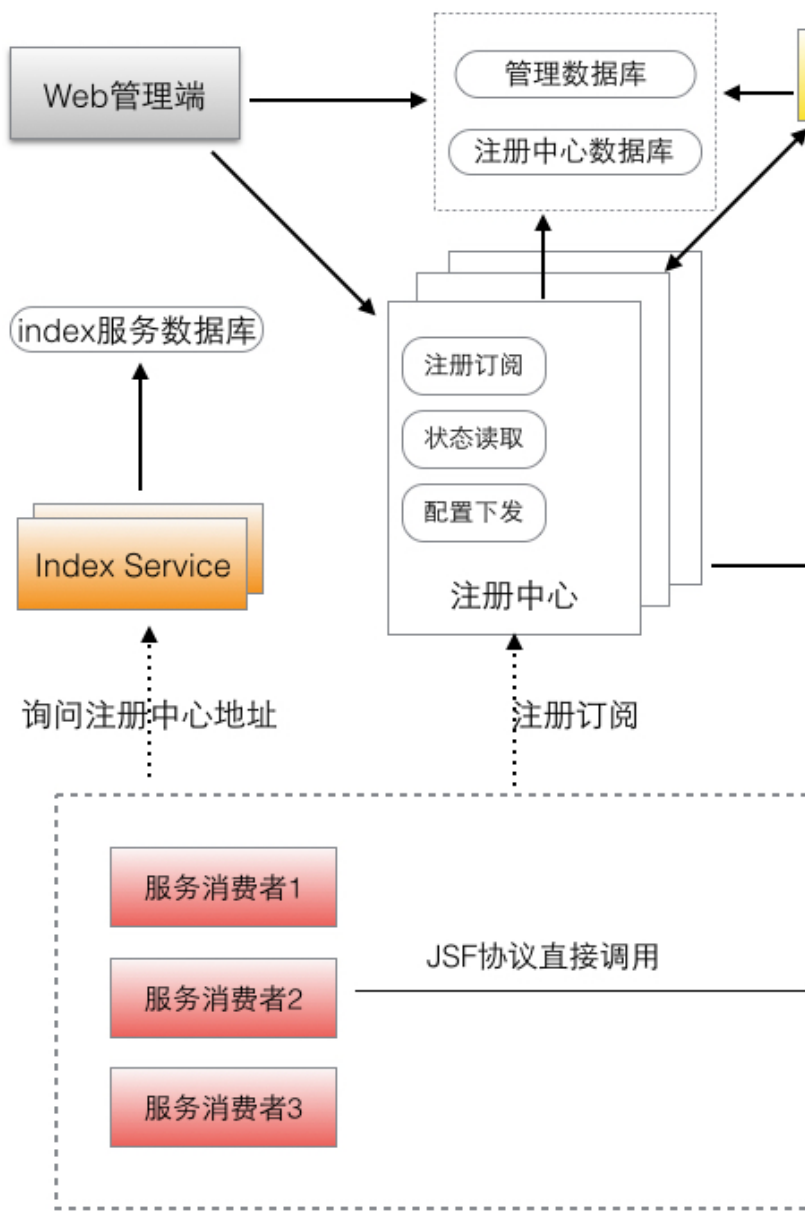 Web管理端
管理数据库
注册中心数据库
index服务数据库
注册订阅
状态读取
配置下发
注册中心
Index Service
询问注册中心地址
注册订阅
服务消费者1
服务消费者2
服务消费者3
JSF协议直接调用